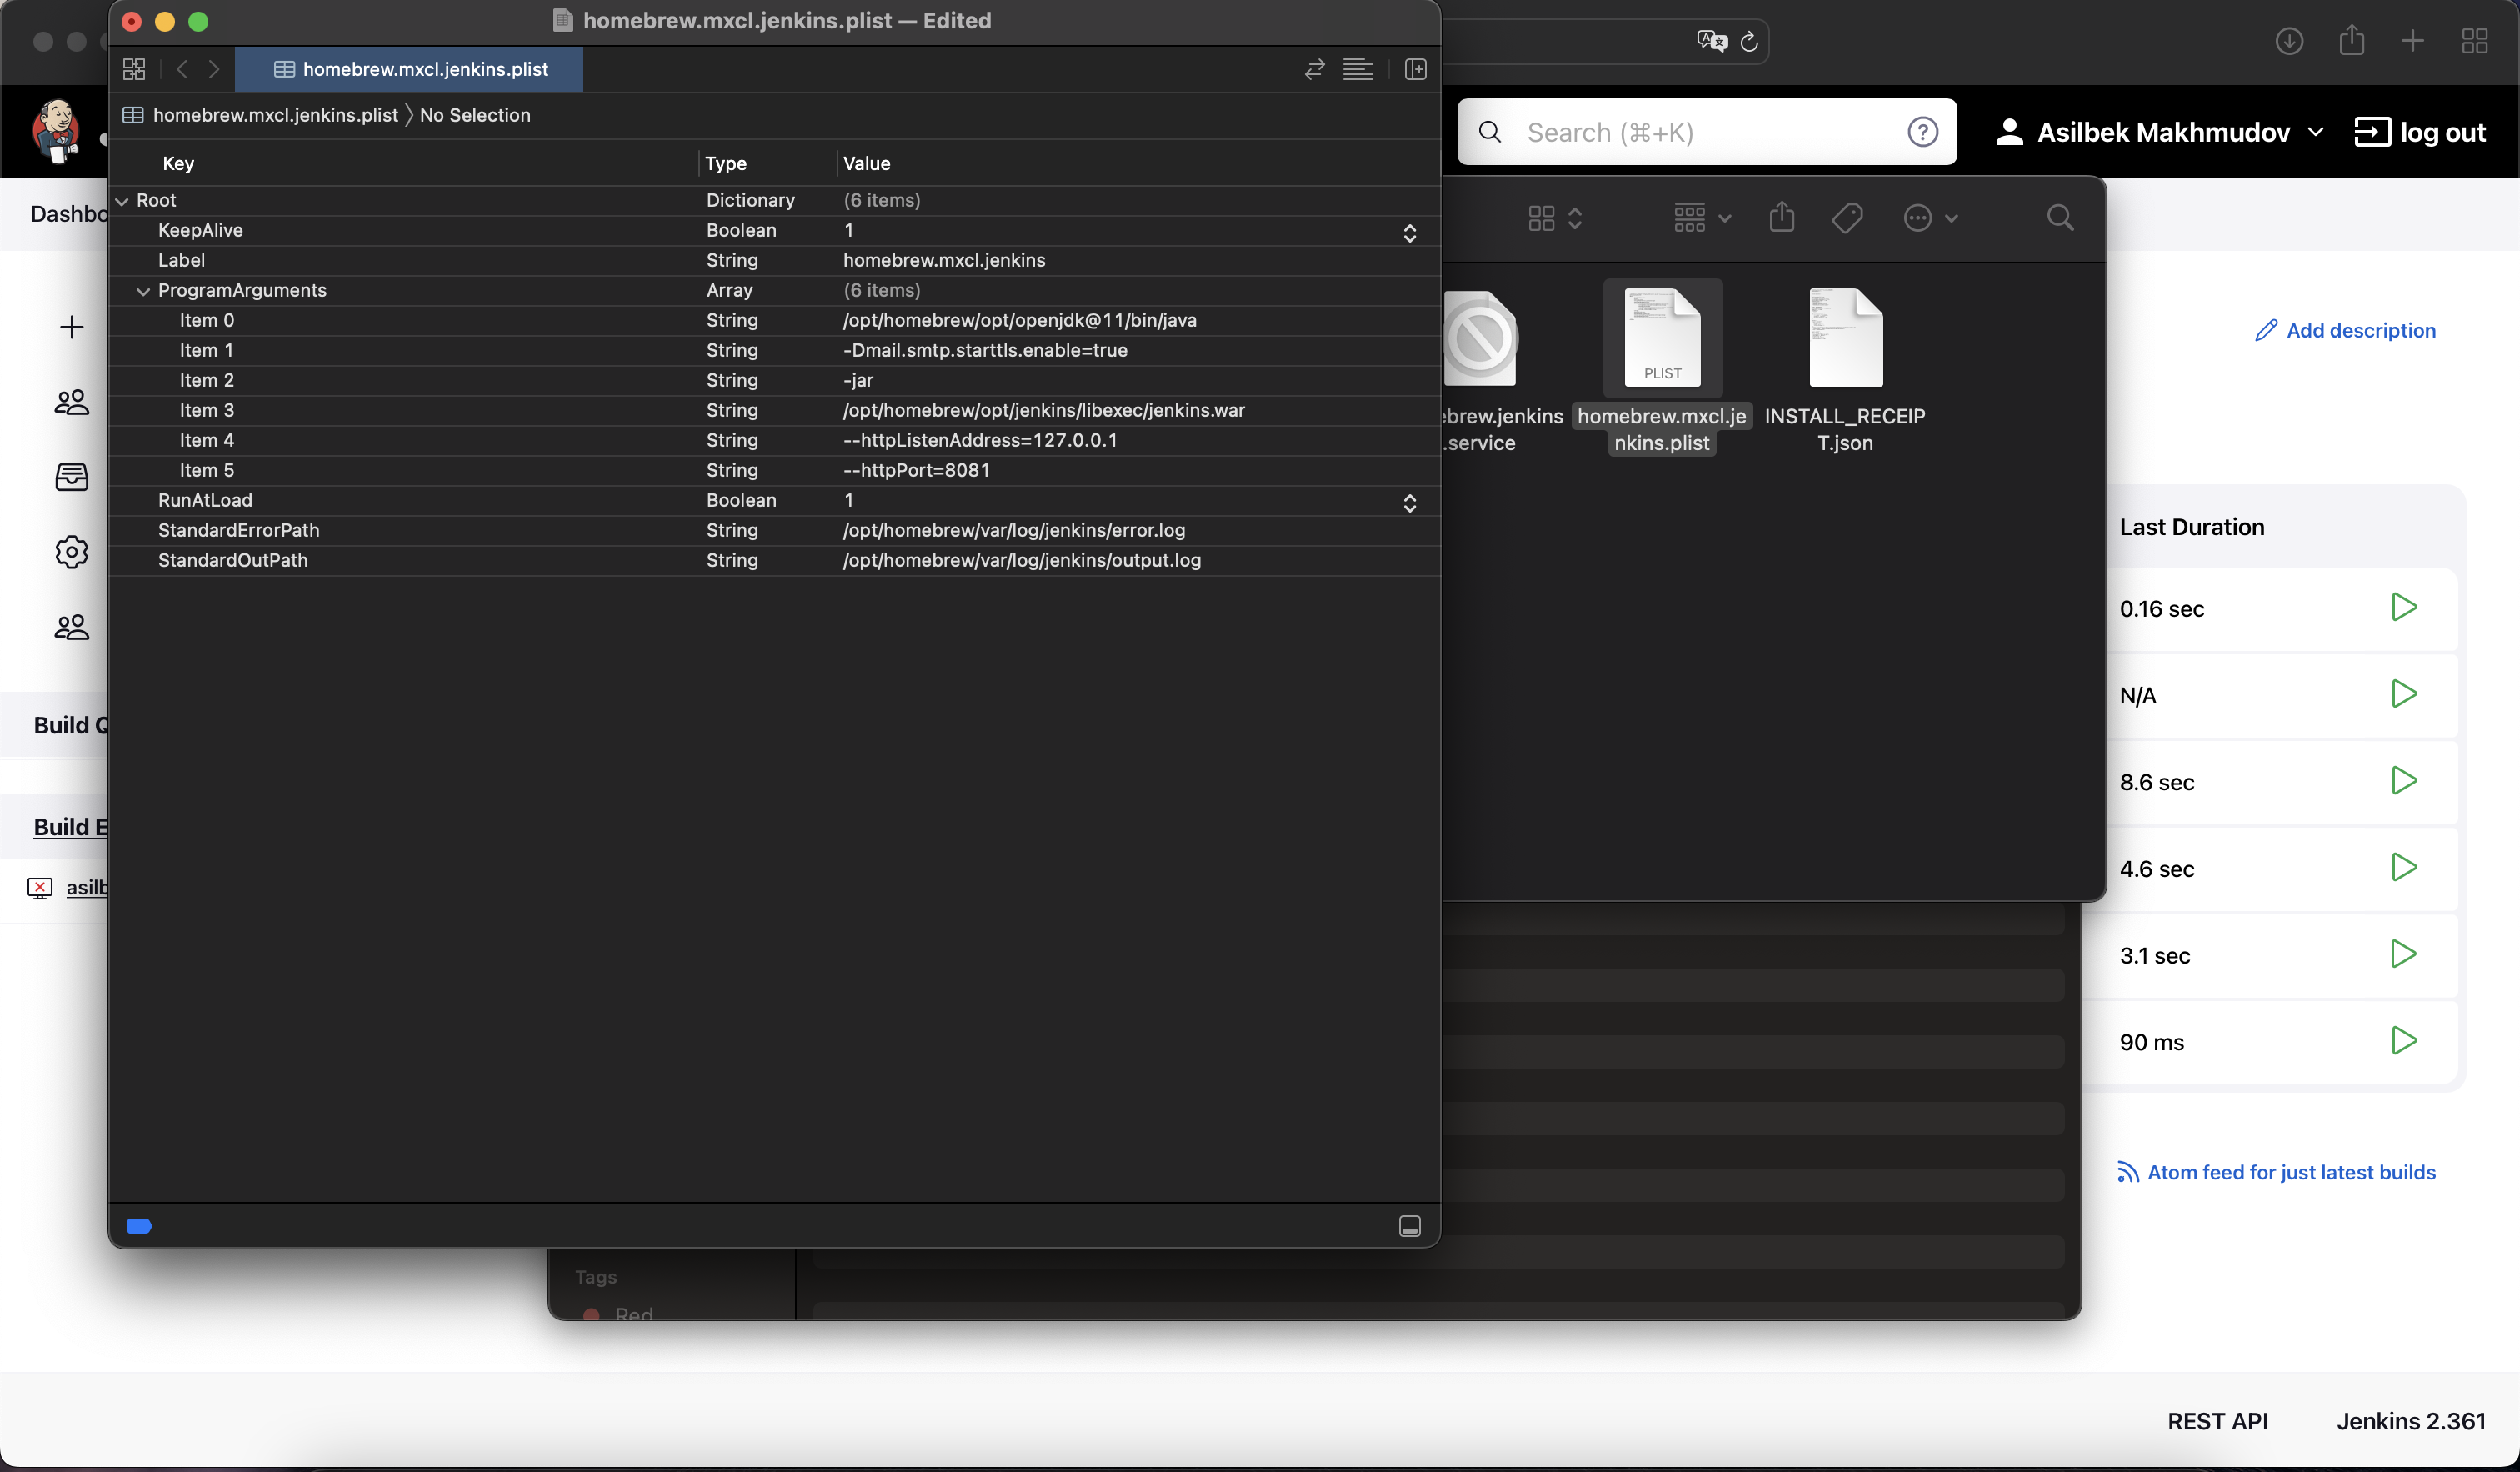 homebrew.mxcl.jenkins.plist — Edited
homebrew.mxcl.jenkins.plist
homebrew.mxcl.jenkins.plist 〉 No Selection
Key Type Value
Root Dictionary (6 items)
KeepAlive Boolean 1
Label String homebrew.mxcl.jenkins
ProgramArguments Array (6 items)
Item 0 String /opt/homebrew/opt/openjdk@11/bin/java
Item 1 String -Dmail.smtp.starttls.enable=true
Item 2 String -jar
Item 3 String /opt/homebrew/opt/jenkins/libexec/jenkins.war
Item 4 String --httpListenAddress=127.0.0.1
Item 5 String --httpPort=8081
RunAtLoad Boolean 1
StandardErrorPath String /opt/homebrew/var/log/jenkins/error.log
StandardOutPath String /opt/homebrew/var/log/jenkins/output.log
Search (⌘+K)
Asilbek Makhmudov
log out
Dashbo
Build Q
Build E
asilb
ebrew.jenkins
.service
PLIST
homebrew.mxcl.je
nkins.plist
INSTALL_RECEIP
T.json
Add description
Last Duration
0.16 sec
N/A
8.6 sec
4.6 sec
3.1 sec
90 ms
Atom feed for just latest builds
Tags
Red
REST API
Jenkins 2.361